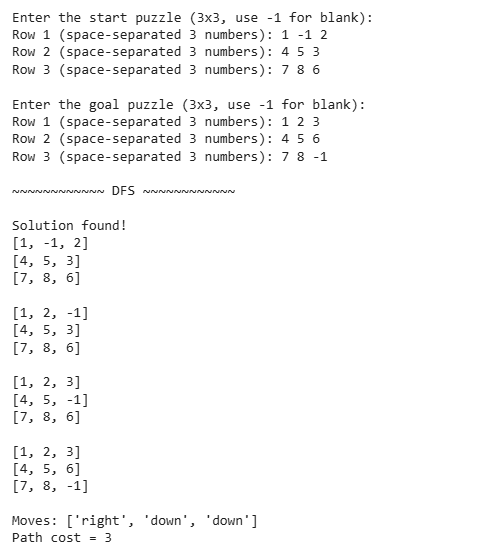 Enter the start puzzle (3x3, use -1 for blank):
Row 1 (space-separated 3 numbers): 1 -1 2
Row 2 (space-separated 3 numbers): 4 5 3
Row 3 (space-separated 3 numbers): 7 8 6
Enter the goal puzzle (3x3, use -1 for blank):
Row 1 (space-separated 3 numbers): 1 2 3
Row 2 (space-separated 3 numbers): 4 5 6
Row 3 (space-separated 3 numbers): 7 8 -1
~~~~~~~~~~~~ DFS ~~~~~~~~~~~~
Solution found!
[1, -1, 2]
[4, 5, 3]
[7, 8, 6]
[1, 2, -1]
[4, 5, 3]
[7, 8, 6]
[1, 2, 3]
[4, 5, -1]
[7, 8, 6]
[1, 2, 3]
[4, 5, 6]
[7, 8, -1]
Moves: ['right', 'down', 'down']
Path cost = 3